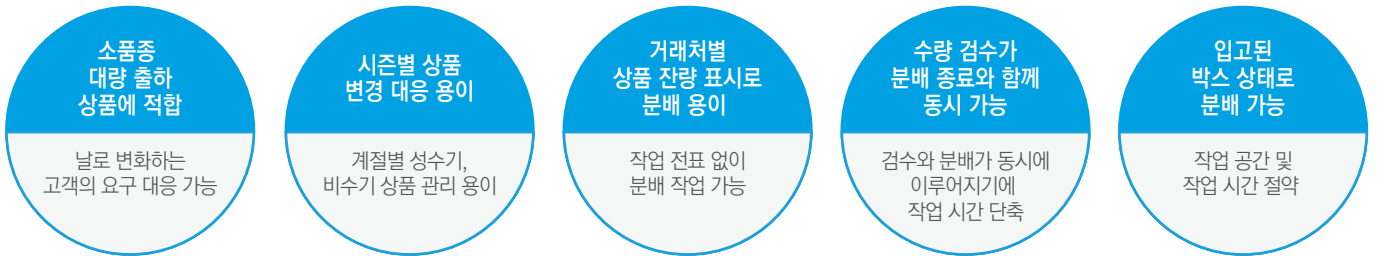 소품종
대량 출하
상품에 적합
날로 변화하는
고객의 요구 대응 가능
시즌별 상품
변경 대응 용이
계절별 성수기,
비수기 상품 관리 용이
거래처별
상품 잔량 표시로
분배 용이
작업 전표 없이
분배 작업 가능
수량 검수가
분배 종료와 함께
동시 가능
검수와 분배가 동시에
이루어지기에
작업 시간 단축
입고된
박스 상태로
분배 가능
작업 공간 및
작업 시간 절약